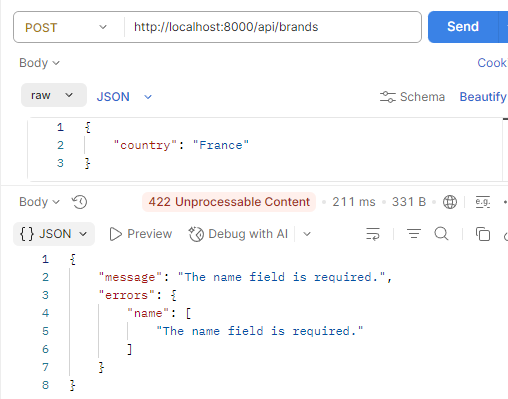 POST http://localhost:8000/api/brands Send
Body Cook
raw JSON Schema Beautify
1 {
2 "country": "France"
3 }
Body 422 Unprocessable Content • 211 ms • 331 B e.g.
{} JSON Preview Debug with AI
1 {
2 "message": "The name field is required.",
3 "errors": {
4 "name": [
5 "The name field is required."
6 ]
7 }
8 }